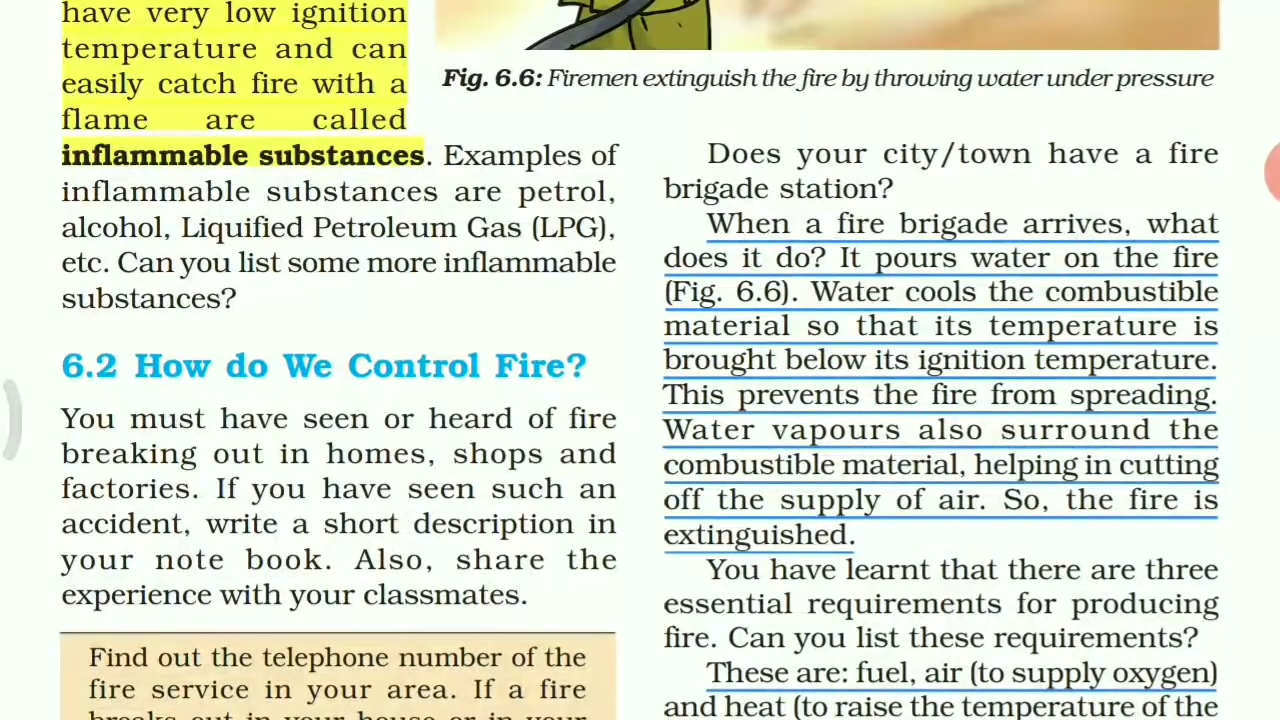 have very low ignition
temperature and can
easily catch fire with a
flame are called
inflammable substances. Examples of
inflammable substances are petrol,
alcohol, Liquified Petroleum Gas (LPG),
etc. Can you list some more inflammable
substances?
6.2 How do We Control Fire?
You must have seen or heard of fire
breaking out in homes, shops and
factories. If you have seen such an
accident, write a short description in
your note book. Also, share the
experience with your classmates.
Find out the telephone number of the
fire service in your area. If a fire
breaks out in your house or in your
Fig. 6.6: Firemen extinguish the fire by throwing water under pressure
Does your city/town have a fire
brigade station?
When a fire brigade arrives, what
does it do? It pours water on the fire
(Fig. 6.6). Water cools the combustible
material so that its temperature is
brought below its ignition temperature.
This prevents the fire from spreading.
Water vapours also surround the
combustible material, helping in cutting
off the supply of air. So, the fire is
extinguished.
You have learnt that there are three
essential requirements for producing
fire. Can you list these requirements?
These are: fuel, air (to supply oxygen)
and heat (to raise the temperature of the